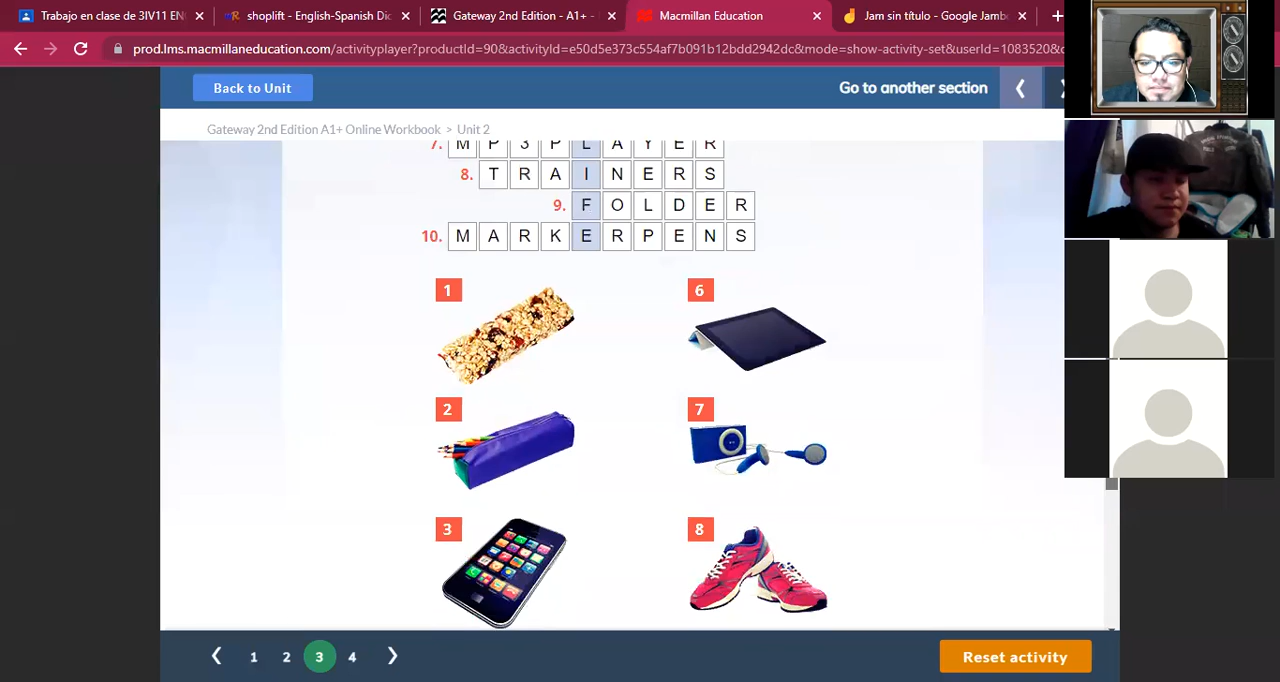 Trabajo en clase de 3IV11 EN
shoplift - English-Spanish Dic
Gateway 2nd Edition - A1+ -
Macmillan Education
Jam sin título - Google Jamb
prod.lms.macmillaneducation.com/activityplayer?productId=90&activityId=e50d5e373c554af7b091b12bdd2942dc&mode=show-activity-set&userId=1083520&c
Back to Unit
Go to another section
Gateway 2nd Edition A1+ Online Workbook > Unit 2
7. M P 3 P L A Y E R
8. T R A I N E R S
9. F O L D E R
10. M A R K E R P E N S
1
6
2
7
3
8
1 2 3 4
Reset activity